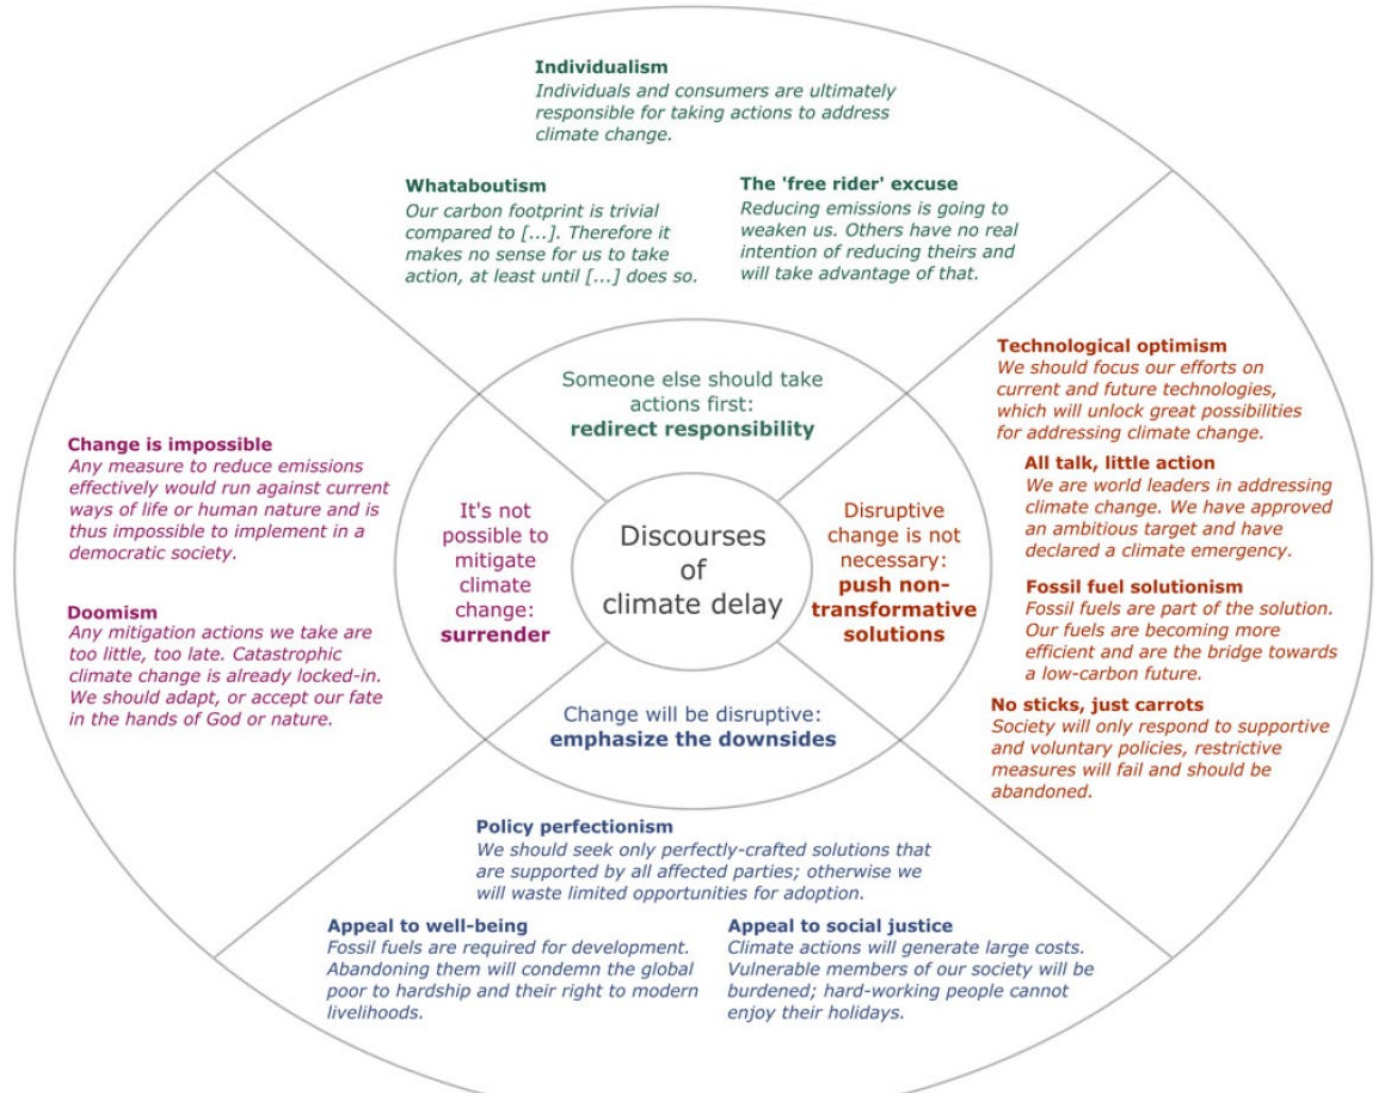 Individualism
Individuals and consumers are ultimately
responsible for taking actions to address
climate change.
Whataboutism
Our carbon footprint is trivial
compared to [...]. Therefore it
makes no sense for us to take
action, at least until [...] does so.
The 'free rider' excuse
Reducing emissions is going to
weaken us. Others have no real
intention of reducing theirs and
will take advantage of that.
Someone else should take
actions first:
redirect responsibility
Technological optimism
We should focus our efforts on
current and future technologies,
which will unlock great possibilities
for addressing climate change.
All talk, little action
We are world leaders in addressing
climate change. We have approved
an ambitious target and have
declared a climate emergency.
Fossil fuel solutionism
Fossil fuels are part of the solution.
Our fuels are becoming more
efficient and are the bridge towards
a low-carbon future.
No sticks, just carrots
Society will only respond to supportive
and voluntary policies, restrictive
measures will fail and should be
abandoned.
Disruptive
change is not
necessary:
push non-
transformative
solutions
Discourses
of
climate delay
It's not
possible to
mitigate
climate
change:
surrender
Change is impossible
Any measure to reduce emissions
effectively would run against current
ways of life or human nature and is
thus impossible to implement in a
democratic society.
Doomism
Any mitigation actions we take are
too little, too late. Catastrophic
climate change is already locked-in.
We should adapt, or accept our fate
in the hands of God or nature.
Change will be disruptive:
emphasize the downsides
Policy perfectionism
We should seek only perfectly-crafted solutions that
are supported by all affected parties; otherwise we
will waste limited opportunities for adoption.
Appeal to well-being
Fossil fuels are required for development.
Abandoning them will condemn the global
poor to hardship and their right to modern
livelihoods.
Appeal to social justice
Climate actions will generate large costs.
Vulnerable members of our society will be
burdened; hard-working people cannot
enjoy their holidays.